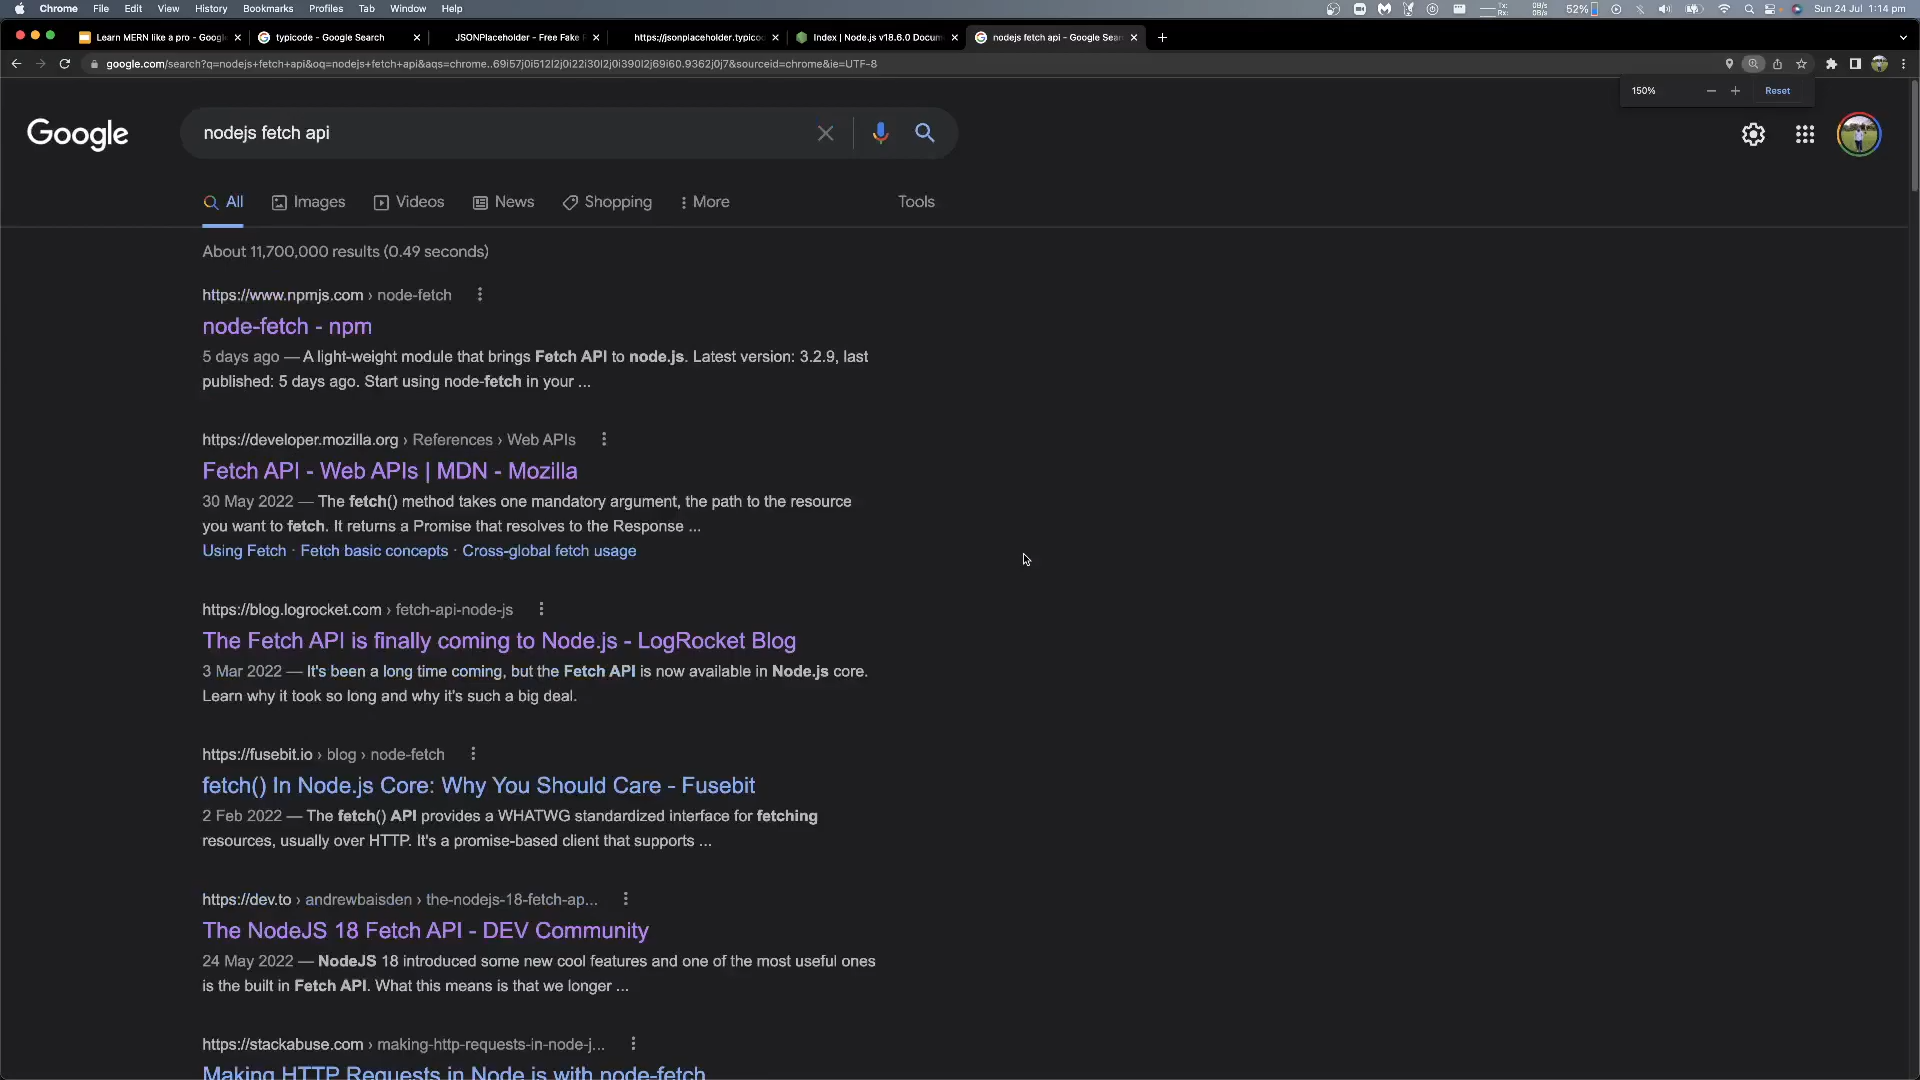 Chrome File Edit View History Bookmarks Profiles Tab Window Help
Tx: Rx: 0B/s 0B/s 52% Sun 24 Jul 1:14 pm
Learn MERN like a pro - Google
typicode - Google Search
JSONPlaceholder - Free Fake
https://jsonplaceholder.typico
Index | Node.js v18.6.0 Docum
nodejs fetch api - Google Sear
google.com/search?q=nodejs+fetch+api&oq=nodejs+fetch+api&aqs=chrome..69i57j0i512l2j0i22i30l2j0i390l2j69i60.9362j0j7&sourceid=chrome&ie=UTF-8
150% Reset
Google
nodejs fetch api
All Images Videos News Shopping More Tools
About 11,700,000 results (0.49 seconds)
https://www.npmjs.com › node-fetch
node-fetch - npm
5 days ago — A light-weight module that brings Fetch API to node.js. Latest version: 3.2.9, last
published: 5 days ago. Start using node-fetch in your ...
https://developer.mozilla.org › References › Web APIs
Fetch API - Web APIs | MDN - Mozilla
30 May 2022 — The fetch() method takes one mandatory argument, the path to the resource
you want to fetch. It returns a Promise that resolves to the Response ...
Using Fetch · Fetch basic concepts · Cross-global fetch usage
https://blog.logrocket.com › fetch-api-node-js
The Fetch API is finally coming to Node.js - LogRocket Blog
3 Mar 2022 — It's been a long time coming, but the Fetch API is now available in Node.js core.
Learn why it took so long and why it's such a big deal.
https://fusebit.io › blog › node-fetch
fetch() In Node.js Core: Why You Should Care - Fusebit
2 Feb 2022 — The fetch() API provides a WHATWG standardized interface for fetching
resources, usually over HTTP. It's a promise-based client that supports ...
https://dev.to › andrewbaisden › the-nodejs-18-fetch-ap...
The NodeJS 18 Fetch API - DEV Community
24 May 2022 — NodeJS 18 introduced some new cool features and one of the most useful ones
is the built in Fetch API. What this means is that we longer ...
https://stackabuse.com › making-http-requests-in-node-j...
Making HTTP Requests in Node.js with node-fetch